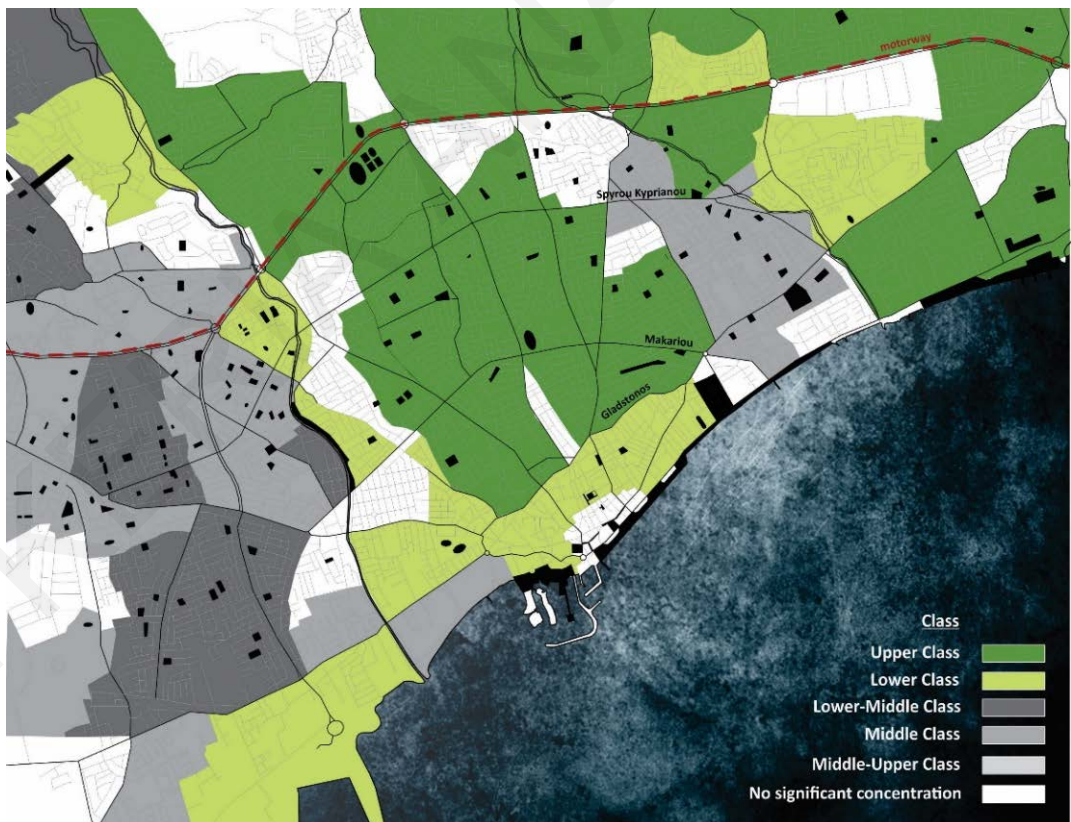 motorway
Spyrou Kyprianou
Makariou
Gladstonos
Class
Upper Class
Lower Class
Lower-Middle Class
Middle Class
Middle-Upper Class
No significant concentration